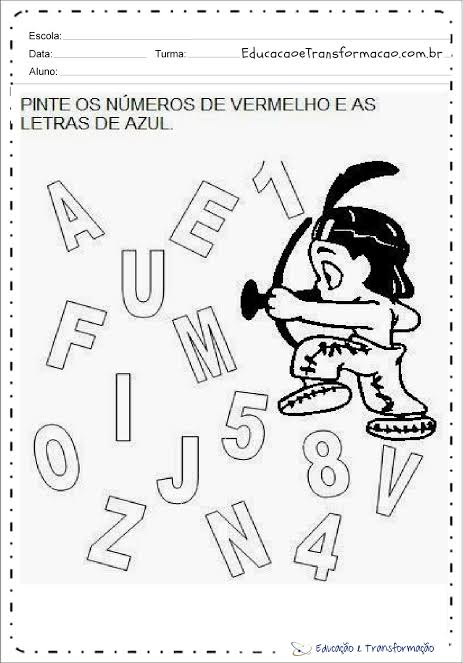 Escola:
Data: Turma: EducacaoeTransformacao.com.br
Aluno:
PINTE OS NÚMEROS DE VERMELHO E AS
LETRAS DE AZUL.
A E 1
U
F M
I
O J 5 8 V
Z N 4
Educação e Transformação